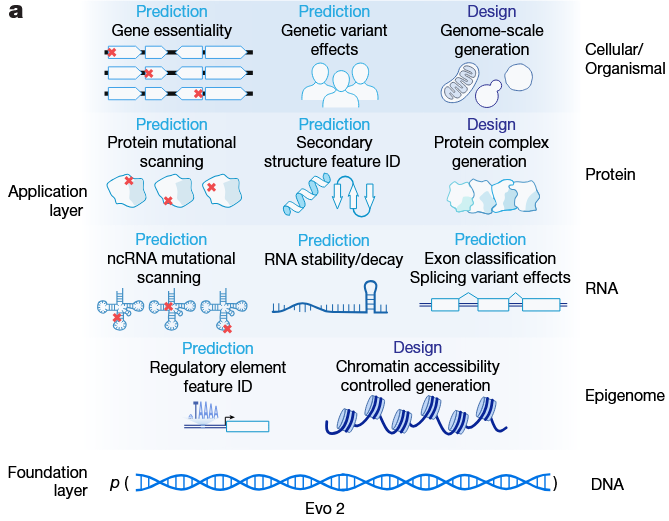 a
Prediction
Gene essentiality
Prediction
Genetic variant
effects
Design
Genome-scale
generation
Cellular/
Organismal
Prediction
Protein mutational
scanning
Prediction
Secondary
structure feature ID
Design
Protein complex
generation
Protein
Application
layer
Prediction
ncRNA mutational
scanning
Prediction
RNA stability/decay
Prediction
Exon classification
Splicing variant effects
RNA
Prediction
Regulatory element
feature ID
TAAAA
Design
Chromatin accessibility
controlled generation
Epigenome
Foundation
layer
p ( )
DNA
Evo 2